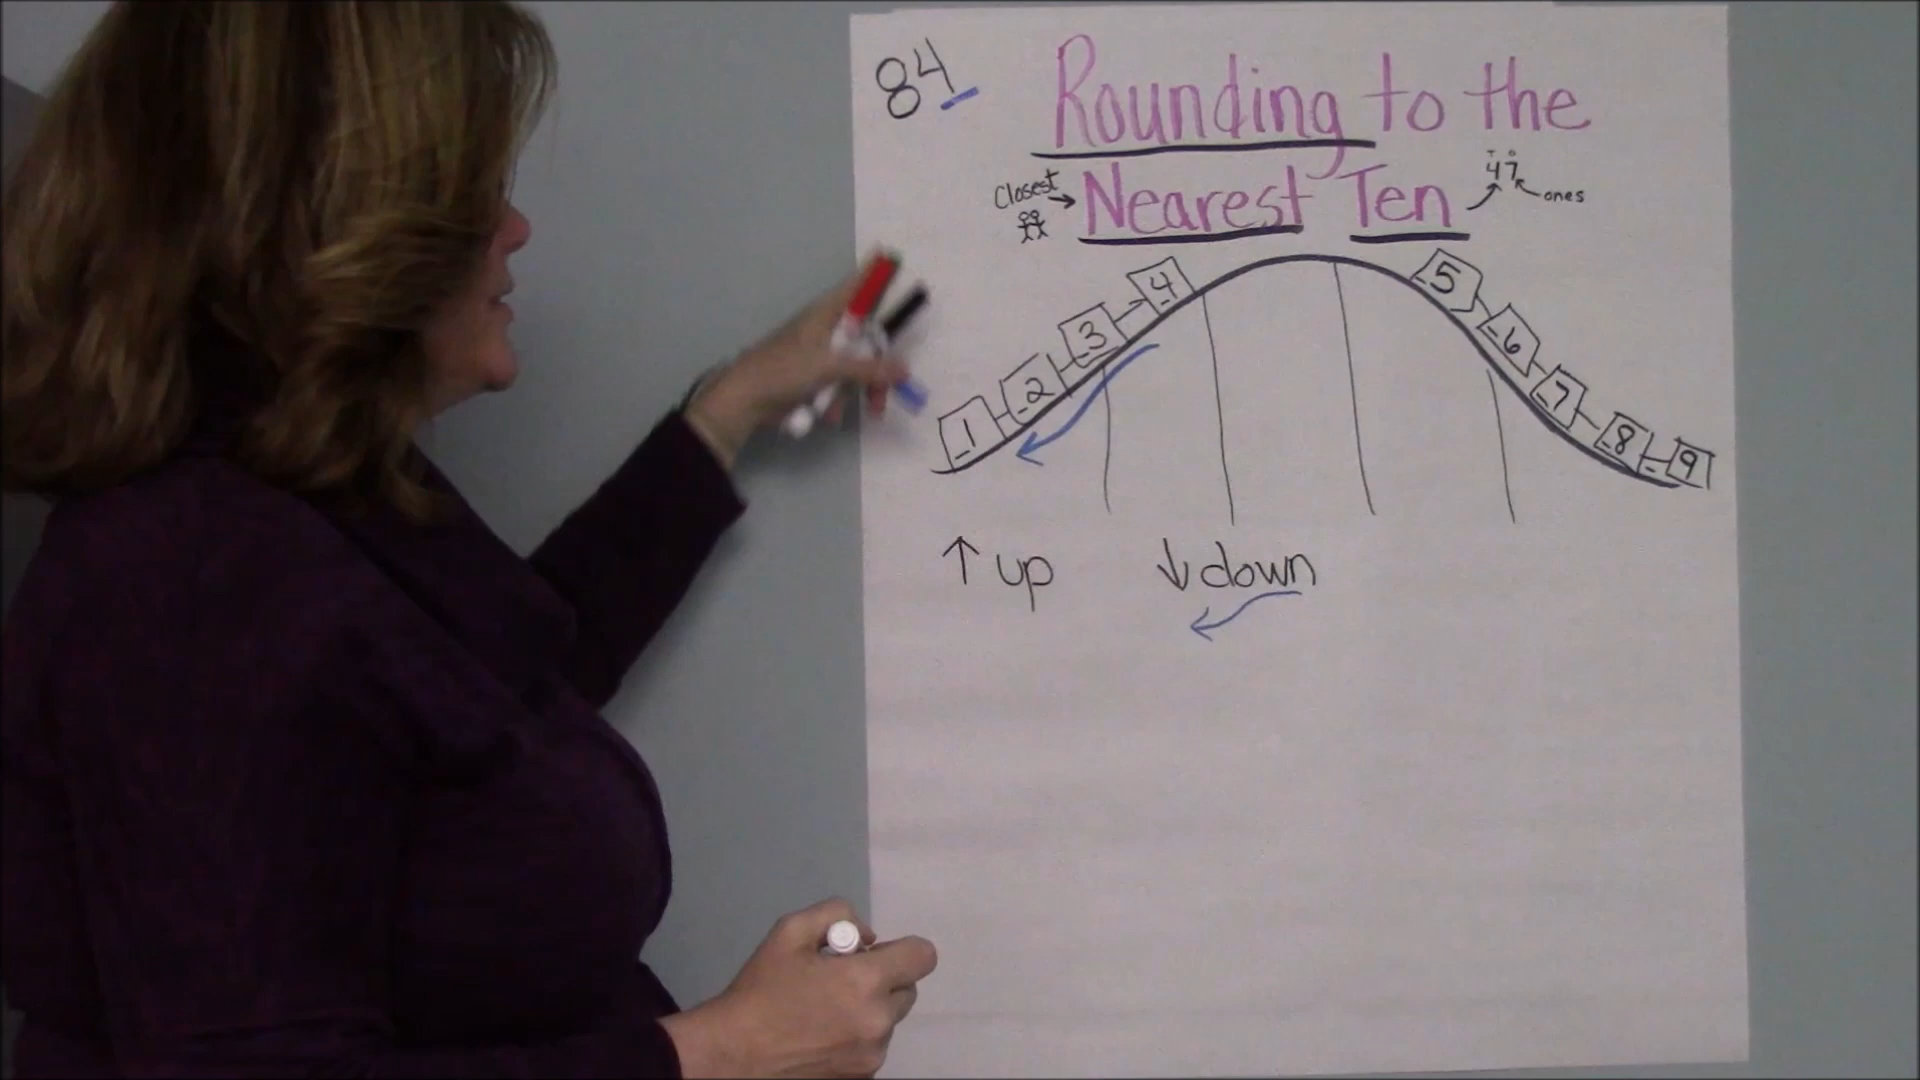 84
Rounding to the
Nearest Ten
Closest
T O
47
ones
1 2 3 4 5 6 7 8 9
↑ up ↓ down